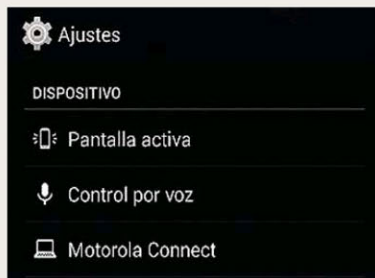 Ajustes
DISPOSITIVO
Pantalla activa
Control por voz
Motorola Connect